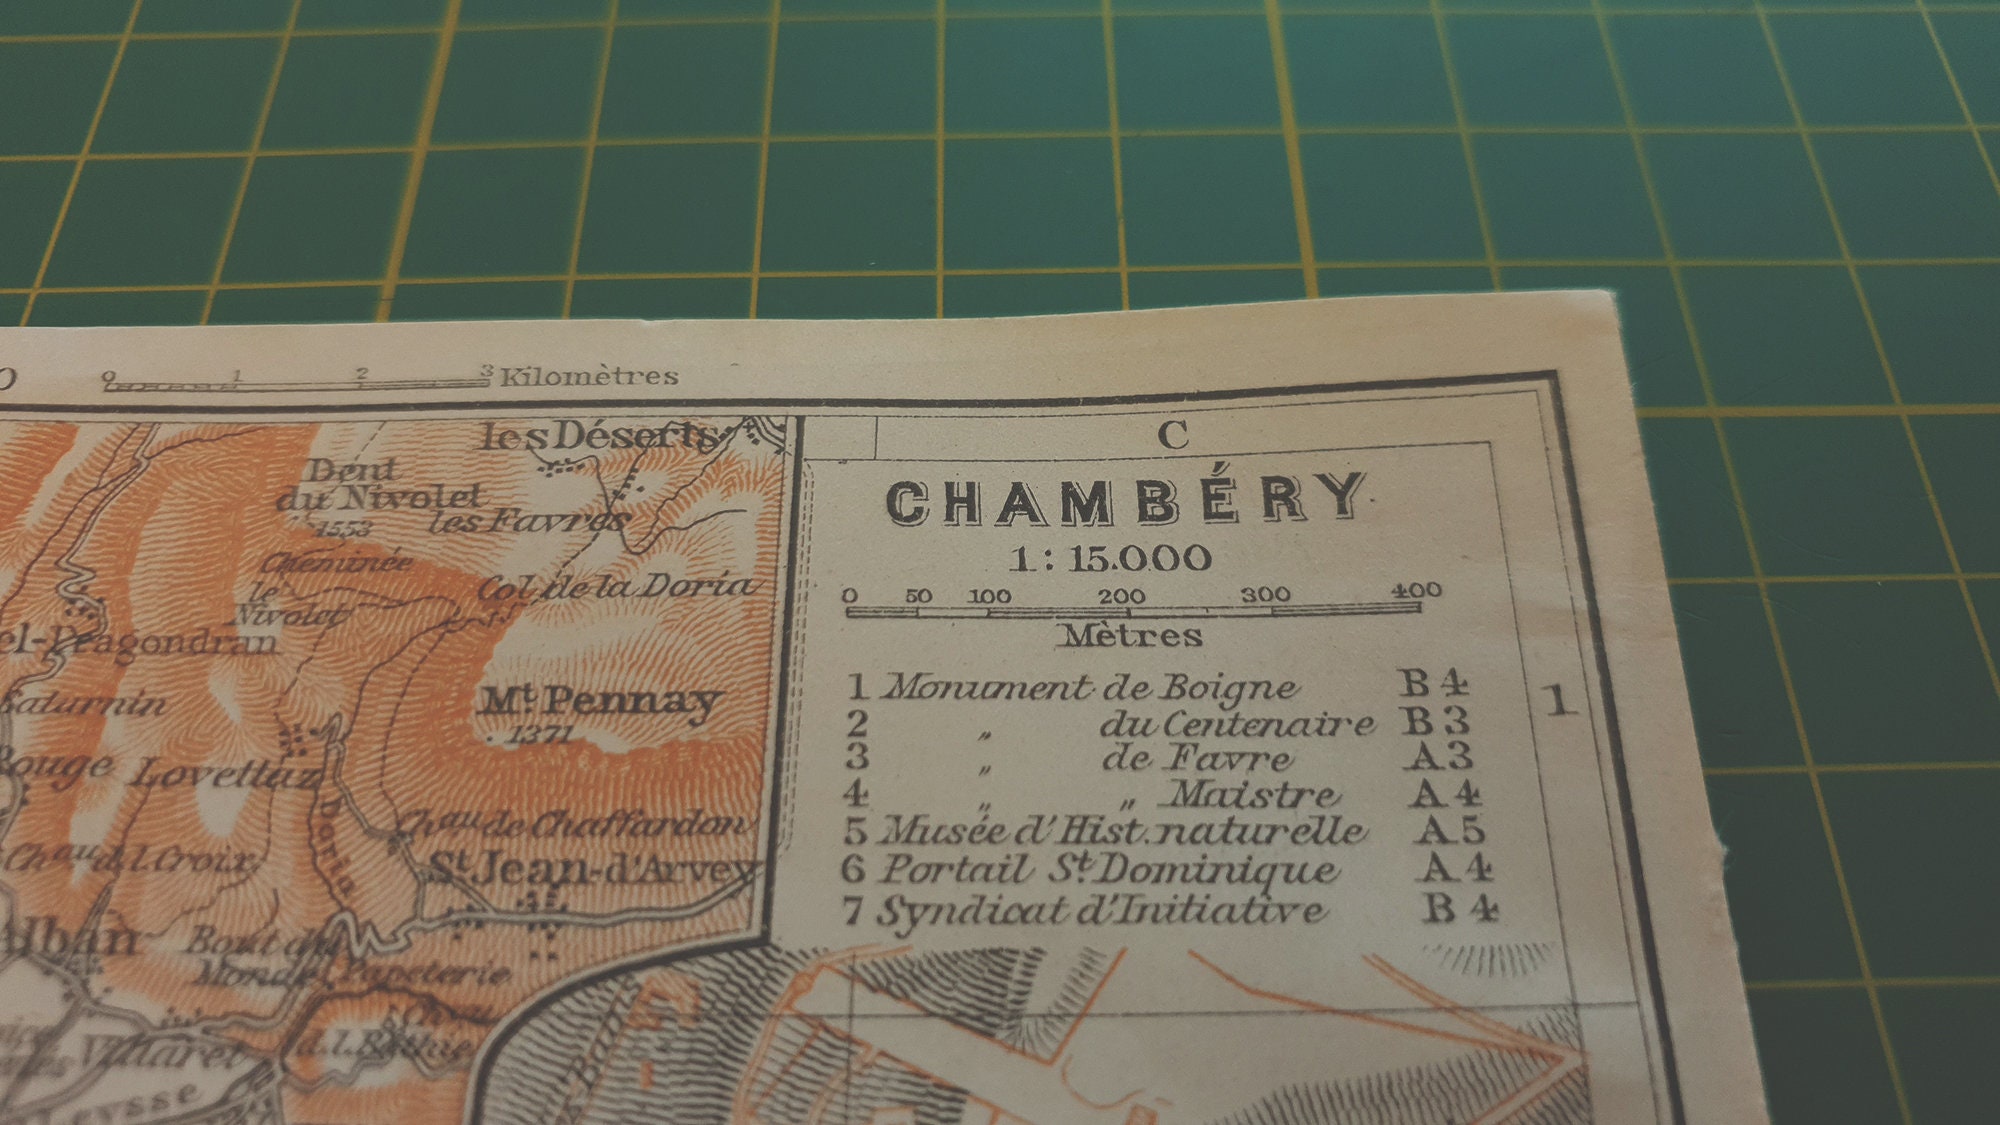 0 1 2 3 Kilomètres
les Déserts
Dent
du Nivolet
1553
les Favres
Cheminée
le
Nivolet
Col de la Doria
el-Pragondran
Mt Pennay
1371
Saturnin
Rouge
Lovettaz
Doria
Chau de Chaffardon
Chau d. l. Croix
St Jean-d'Arvey
Alban
Bout du
Monde
Papeterie
Chau
d. l. Bathie
Villaret
Leysse
C
CHAMBÉRY
1 : 15.000
0 50 100 200 300 400
Mètres
1 Monument de Boigne B 4
2 „ du Centenaire B 3
3 „ de Favre A 3
4 „ „ Maistre A 4
5 Musée d'Hist. naturelle A 5
6 Portail St Dominique A 4
7 Syndicat d'Initiative B 4
1